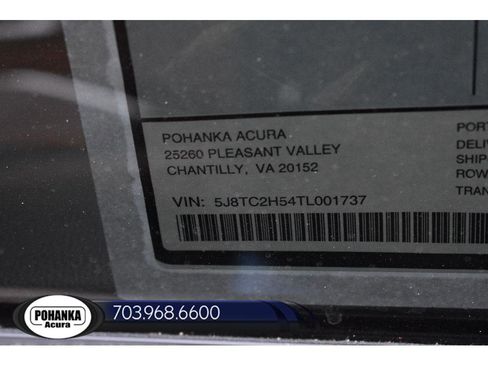 POHANKA ACURA
25260 PLEASANT VALLEY
CHANTILLY, VA 20152
VIN: 5J8TC2H54TL001737
PORT
DELIV
SHIP
ROW
TRAN
POHANKA
Acura
703.968.6600